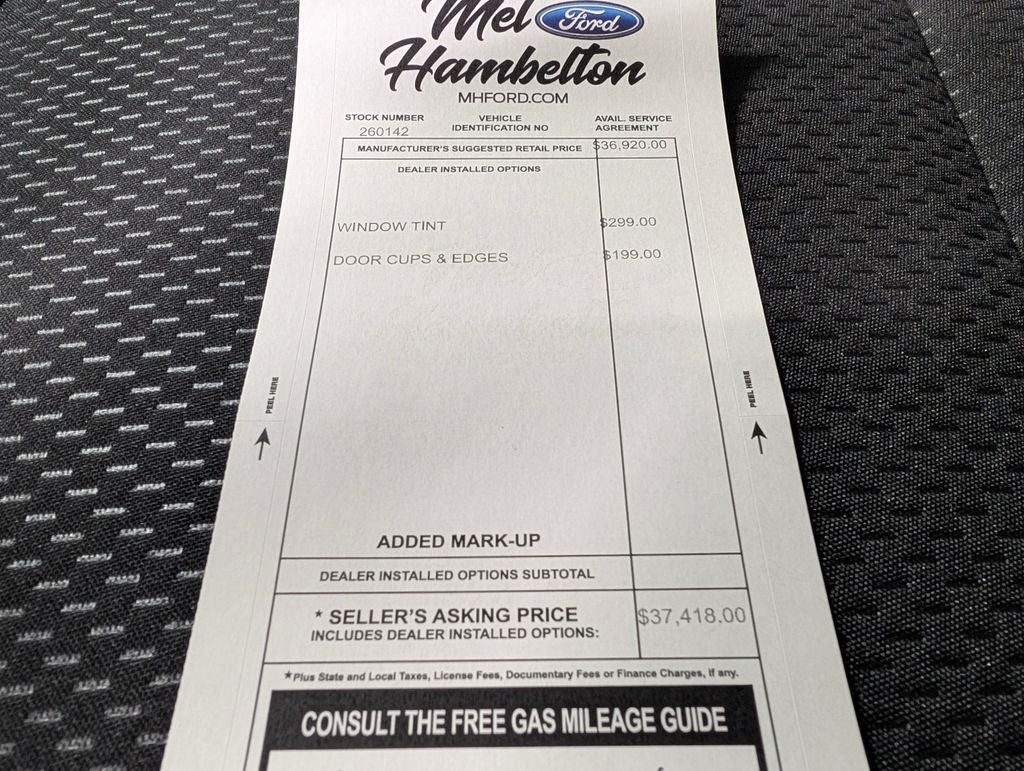 Mel Ford
Hambelton
MHFORD.COM
STOCK NUMBER VEHICLE IDENTIFICATION NO AVAIL. SERVICE AGREEMENT
260142
MANUFACTURER'S SUGGESTED RETAIL PRICE $36,920.00
DEALER INSTALLED OPTIONS
WINDOW TINT $299.00
DOOR CUPS & EDGES $199.00
PEEL HERE
PEEL HERE
ADDED MARK-UP
DEALER INSTALLED OPTIONS SUBTOTAL
* SELLER'S ASKING PRICE $37,418.00
INCLUDES DEALER INSTALLED OPTIONS:
*Plus State and Local Taxes, License Fees, Documentary Fees or Finance Charges, if any.
CONSULT THE FREE GAS MILEAGE GUIDE